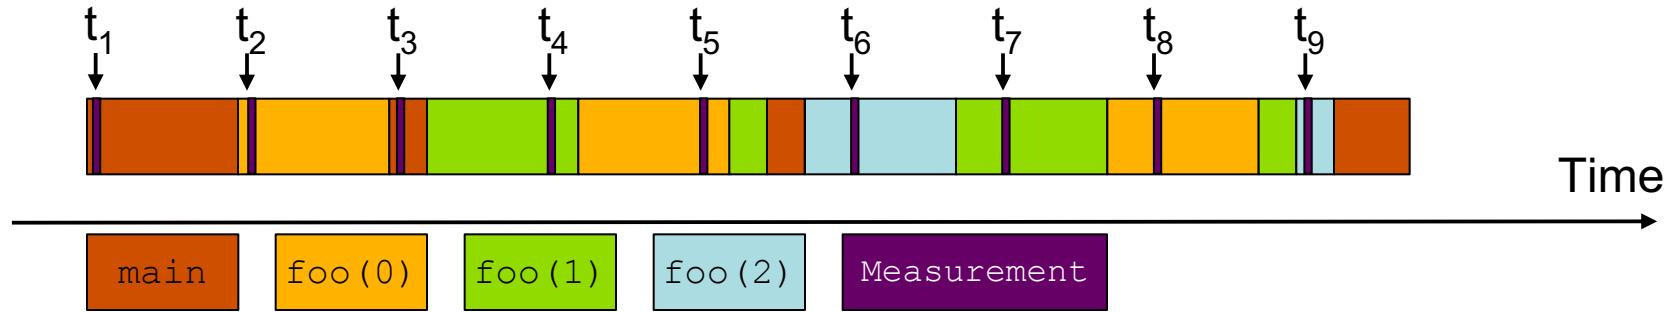 t1 t2 t3 t4 t5 t6 t7 t8 t9
Time
main foo(0) foo(1) foo(2) Measurement